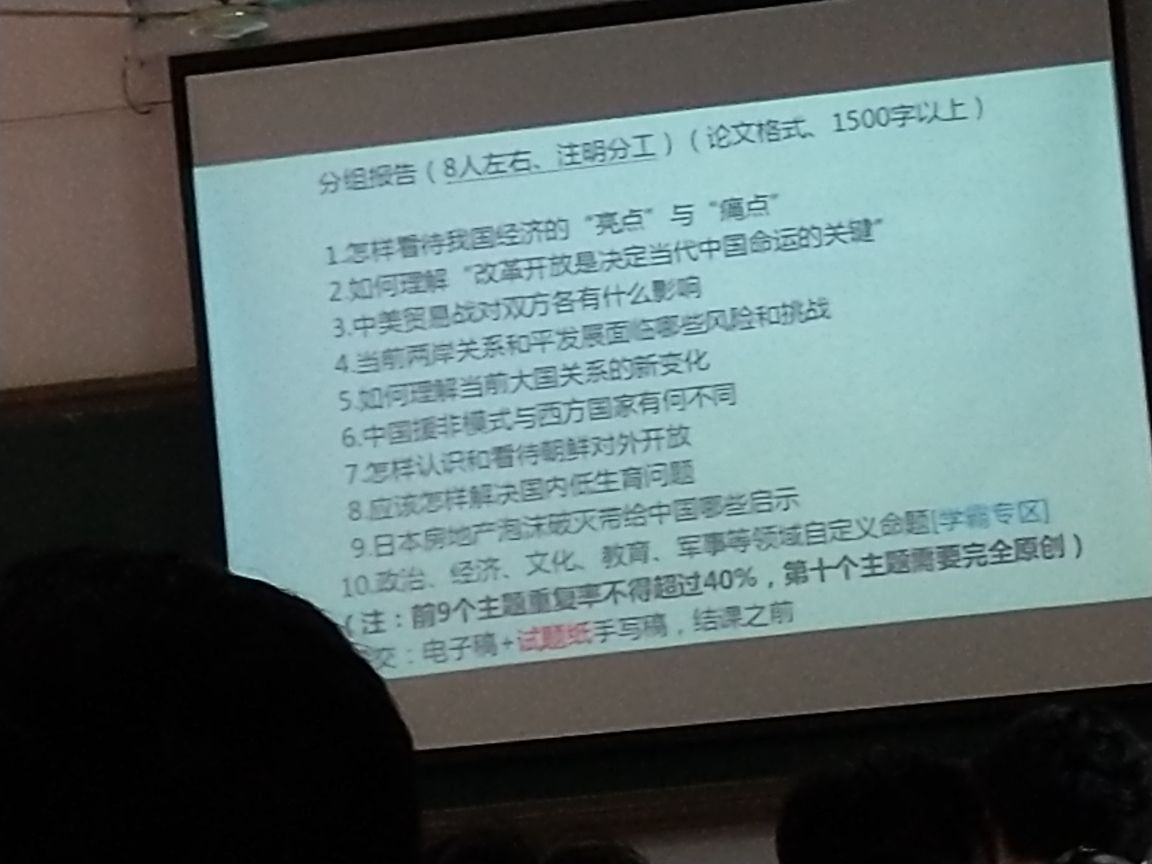 分组报告（8人左右、注明分工）（论文格式、1500字以上）
1.怎样看待我国经济的“亮点”与“痛点”
2.如何理解“改革开放是决定当代中国命运的关键”
3.中美贸易战对双方各有什么影响
4.当前两岸关系和平发展面临哪些风险和挑战
5.如何理解当前大国关系的新变化
6.中国援非模式与西方国家有何不同
7.怎样认识和看待朝鲜对外开放
8.应该怎样解决国内低生育问题
9.日本房地产泡沫破灭带给中国哪些启示
10.政治、经济、文化、教育、军事等领域自定义命题[学霸专区]
（注：前9个主题重复率不得超过40%，第十个主题需要完全原创）
交：电子稿+试题纸手写稿，结课之前